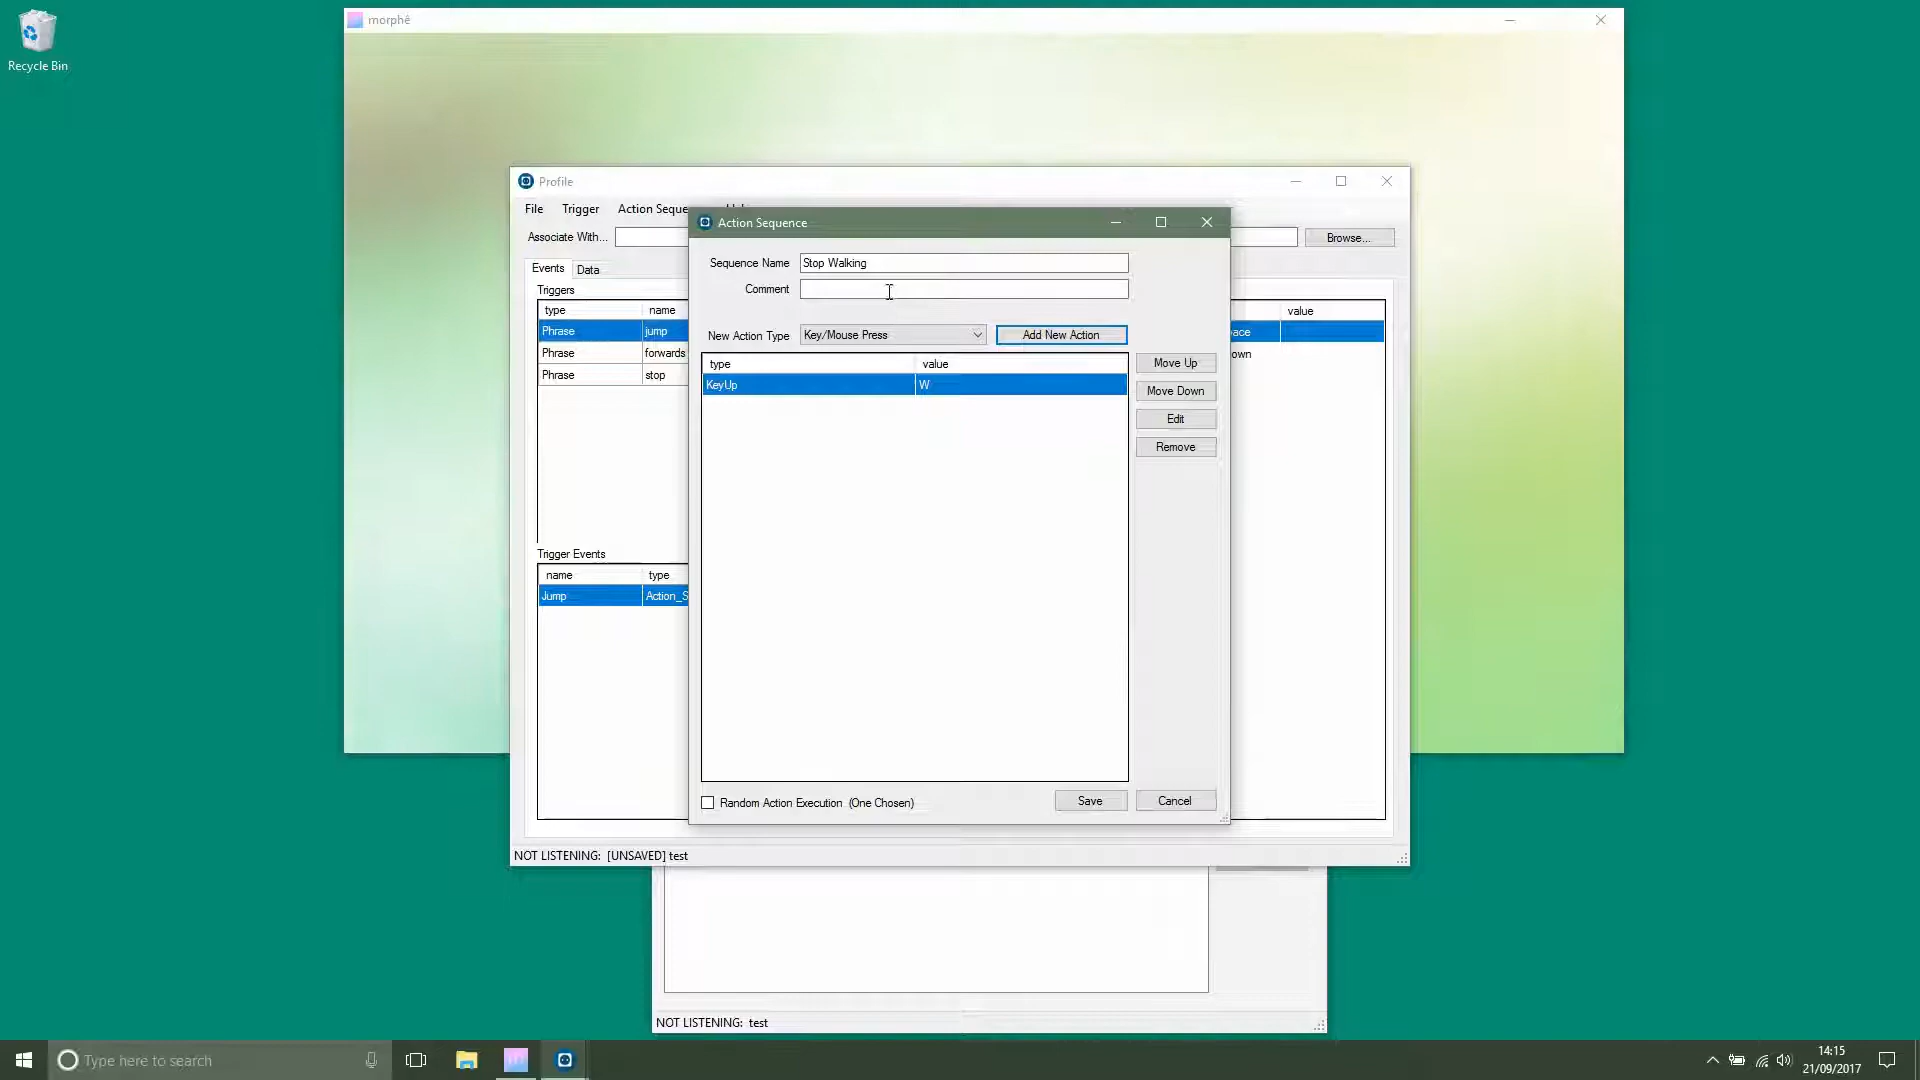 Recycle Bin
morphê
Profile
File Trigger Action Seque
Associate With... Browse...
Action Sequence
Sequence Name Stop Walking
Comment
New Action Type Key/Mouse Press Add New Action
type value
KeyUp W
Move Up
Move Down
Edit
Remove
Random Action Execution (One Chosen)
Save Cancel
Events Data
Triggers
type name
Phrase jump
Phrase forwards
Phrase stop
Trigger Events
name type
Jump Action_S
value
ace
own
NOT LISTENING: [UNSAVED] test
NOT LISTENING: test
Type here to search
14:15
21/09/2017